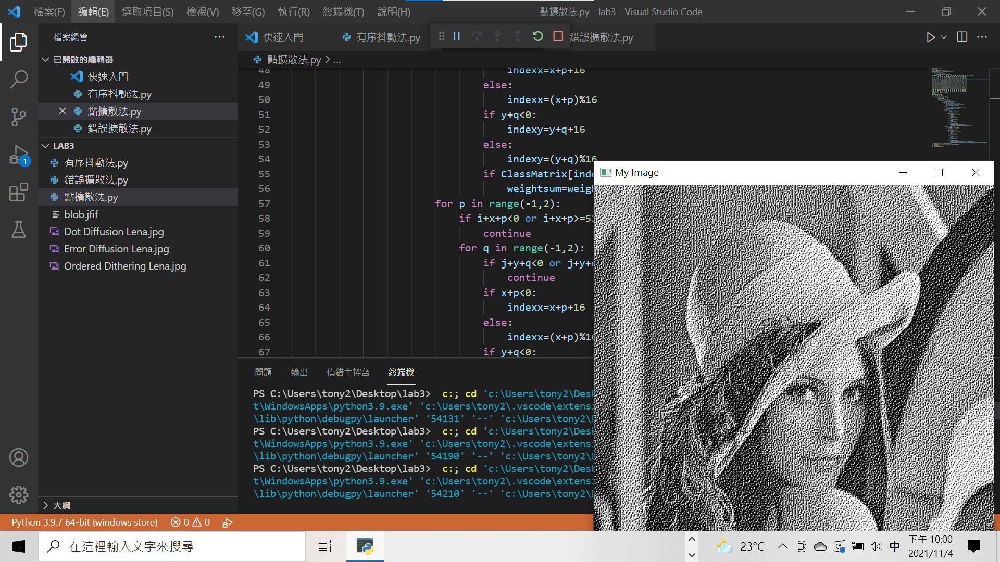 檔案(F) 編輯(E) 選取項目(S) 檢視(V) 移至(G) 執行(R) 終端機(T) 說明(H) 點擴散法.py - lab3 - Visual Studio Code
檔案總管
已開啟的編輯器
快速入門
有序抖動法.py
點擴散法.py
錯誤擴散法.py
LAB3
有序抖動法.py
錯誤擴散法.py
點擴散法.py
blob.jfif
Dot Diffusion Lena.jpg
Error Diffusion Lena.jpg
Ordered Dithering Lena.jpg
大綱
1
快速入門 有序抖動法.py 錯誤擴散法.py
點擴散法.py > ...
48 indexx=x+p+16
49 else:
50 indexx=(x+p)%16
51 if y+q<0:
52 indexy=y+q+16
53 else:
54 indexy=(y+q)%16
55 if ClassMatrix[inde
56 weightsum=weigh
57 for p in range(-1,2):
58 if i+x+p<0 or i+x+p>=51
59 continue
60 for q in range(-1,2):
61 if j+y+q<0 or j+y+q
62 continue
63 if x+p<0:
64 indexx=x+p+16
65 else:
66 indexx=(x+p)%16
67 if y+q<0:
問題 輸出 偵錯主控台 終端機
PS C:\Users\tony2\Desktop\lab3> c:; cd 'c:\Users\tony2\Desk
t\WindowsApps\python3.9.exe' 'c:\Users\tony2\.vscode\extensi
\lib\python\debugpy\launcher' '54131' '--' 'c:\Users\tony2\D
PS C:\Users\tony2\Desktop\lab3> c:; cd 'c:\Users\tony2\Desk
t\WindowsApps\python3.9.exe' 'c:\Users\tony2\.vscode\extensi
\lib\python\debugpy\launcher' '54190' '--' 'c:\Users\tony2\D
PS C:\Users\tony2\Desktop\lab3> c:; cd 'c:\Users\tony2\Desk
t\WindowsApps\python3.9.exe' 'c:\Users\tony2\.vscode\extensi
\lib\python\debugpy\launcher' '54210' '--' 'c:\Users\tony2\D
My Image
Python 3.9.7 64-bit (windows store) 0 0
在這裡輸入文字來搜尋
23°C 中 下午 10:00
2021/11/4